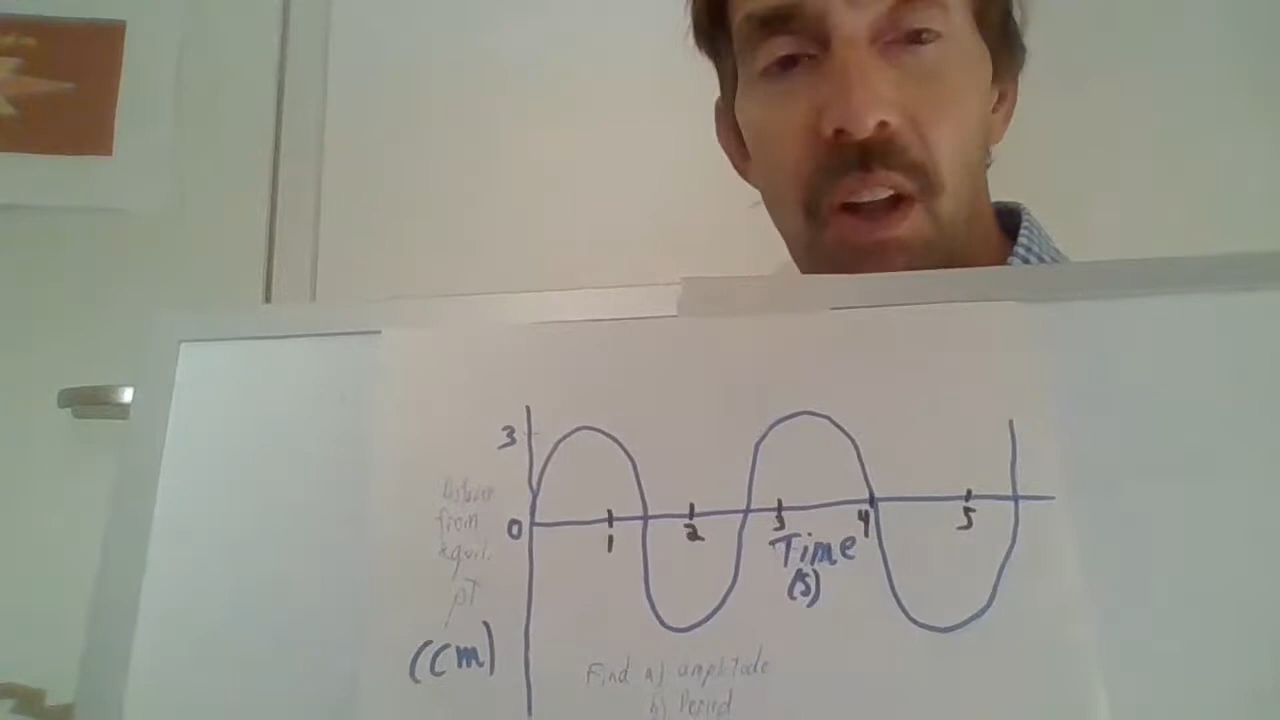 3
Distance
from
equil.
pT
0
1 2 3 4 5
Time
(s)
(cm)
Find a) amplitude
b) Period